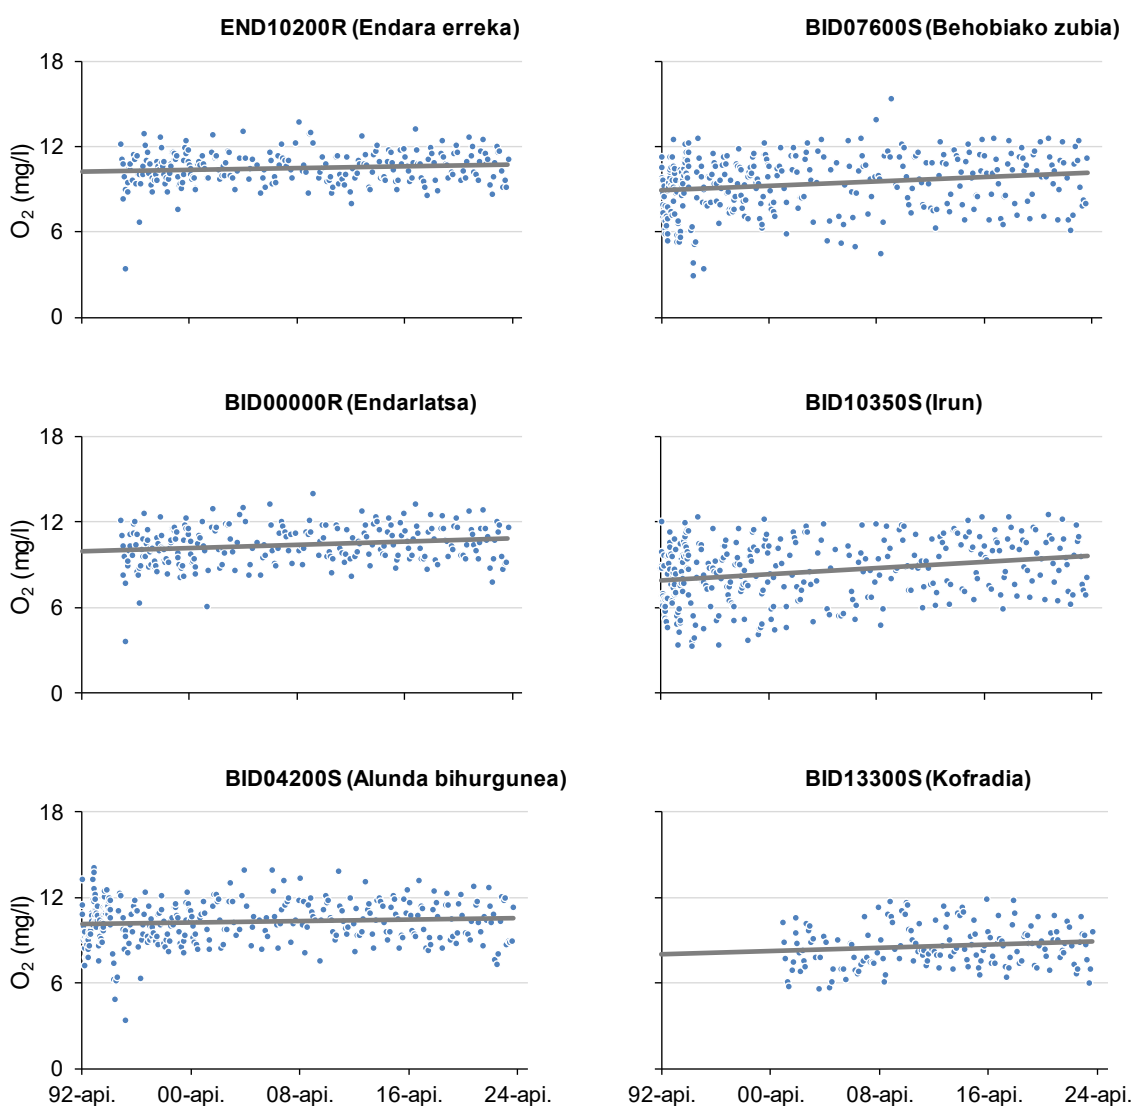 END10200R (Endara erreka)
BID07600S (Behobiako zubia)
18
12
6
0
O₂ (mg/l)
92-api.
00-api.
08-api.
16-api.
24-api.
BID00000R (Endarlatsa)
BID10350S (Irun)
18
12
6
0
O₂ (mg/l)
BID04200S (Alunda bihurgunea)
BID13300S (Kofradia)
18
12
6
0
O₂ (mg/l)
92-api.
00-api.
08-api.
16-api.
24-api.